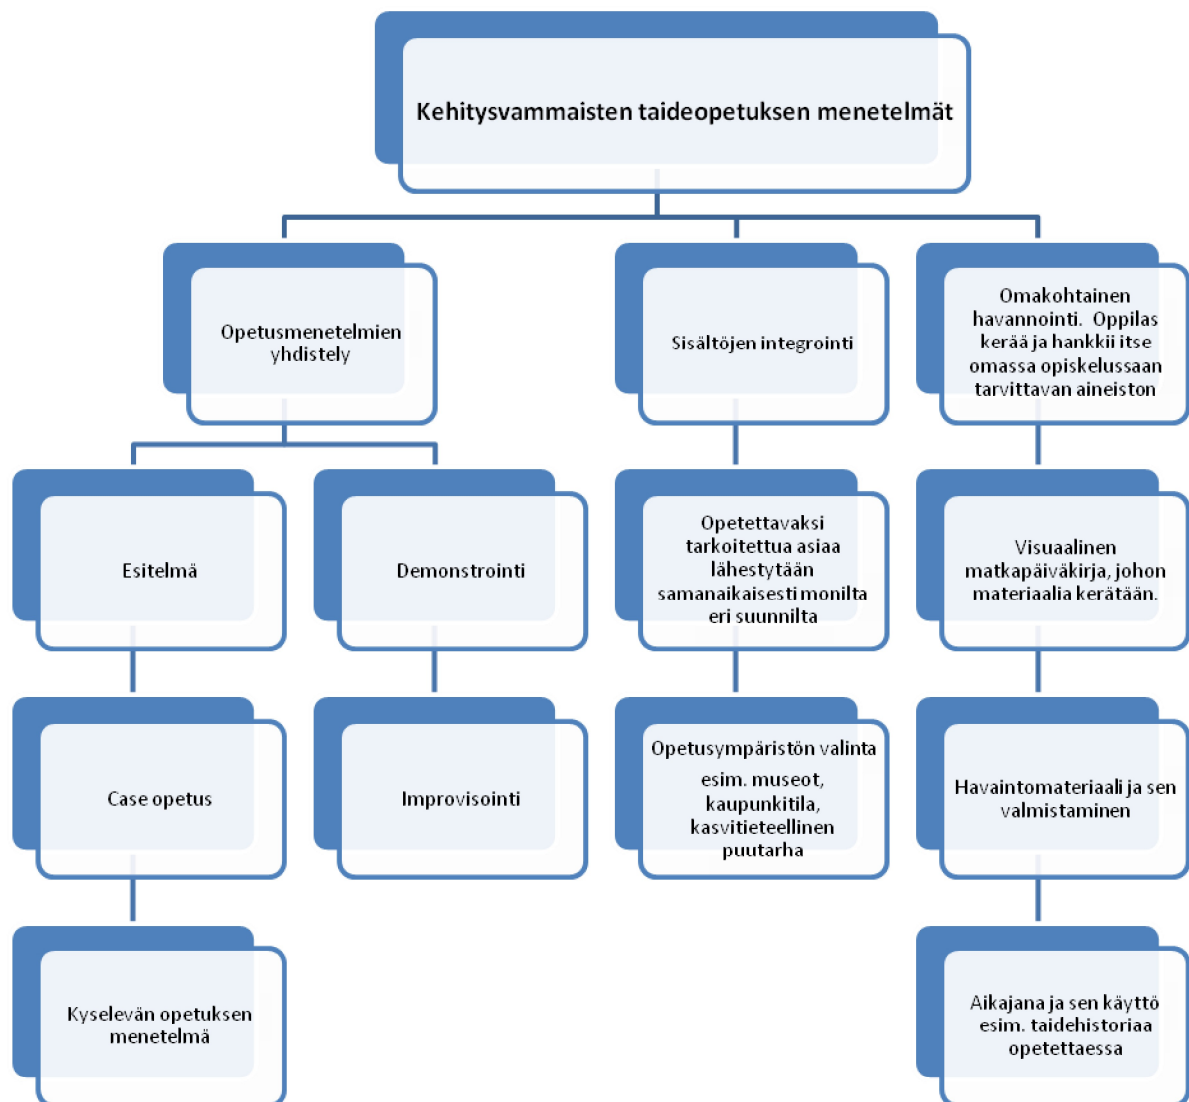 Kehitysvammaisten taideopetuksen menetelmät
Opetusmenetelmien
yhdistely
Sisältöjen integrointi
Omakohtainen
havannointi. Oppilas
kerää ja hankkii itse
omassa opiskelussaan
tarvittavan aineiston
Esitelmä
Demonstrointi
Opetettavaksi
tarkoitettua asiaa
lähestytään
samanaikaisesti monilta
eri suunnilta
Visuaalinen
matkapäiväkirja, johon
materiaalia kerätään.
Case opetus
Improvisointi
Opetusympäristön valinta
esim. museot,
kaupunkitila,
kasvitieteellinen
puutarha
Havaintomateriaali ja sen
valmistaminen
Kyselevän opetuksen
menetelmä
Aikajana ja sen käyttö
esim. taidehistoriaa
opetettaessa